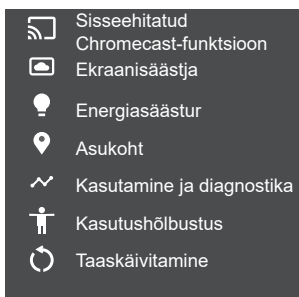 Sisseehitatud
Chromecast-funktsioon
Ekraanisäästja
Energiasäästur
Asukoht
Kasutamine ja diagnostika
Kasutushõlbustus
Taaskäivitamine